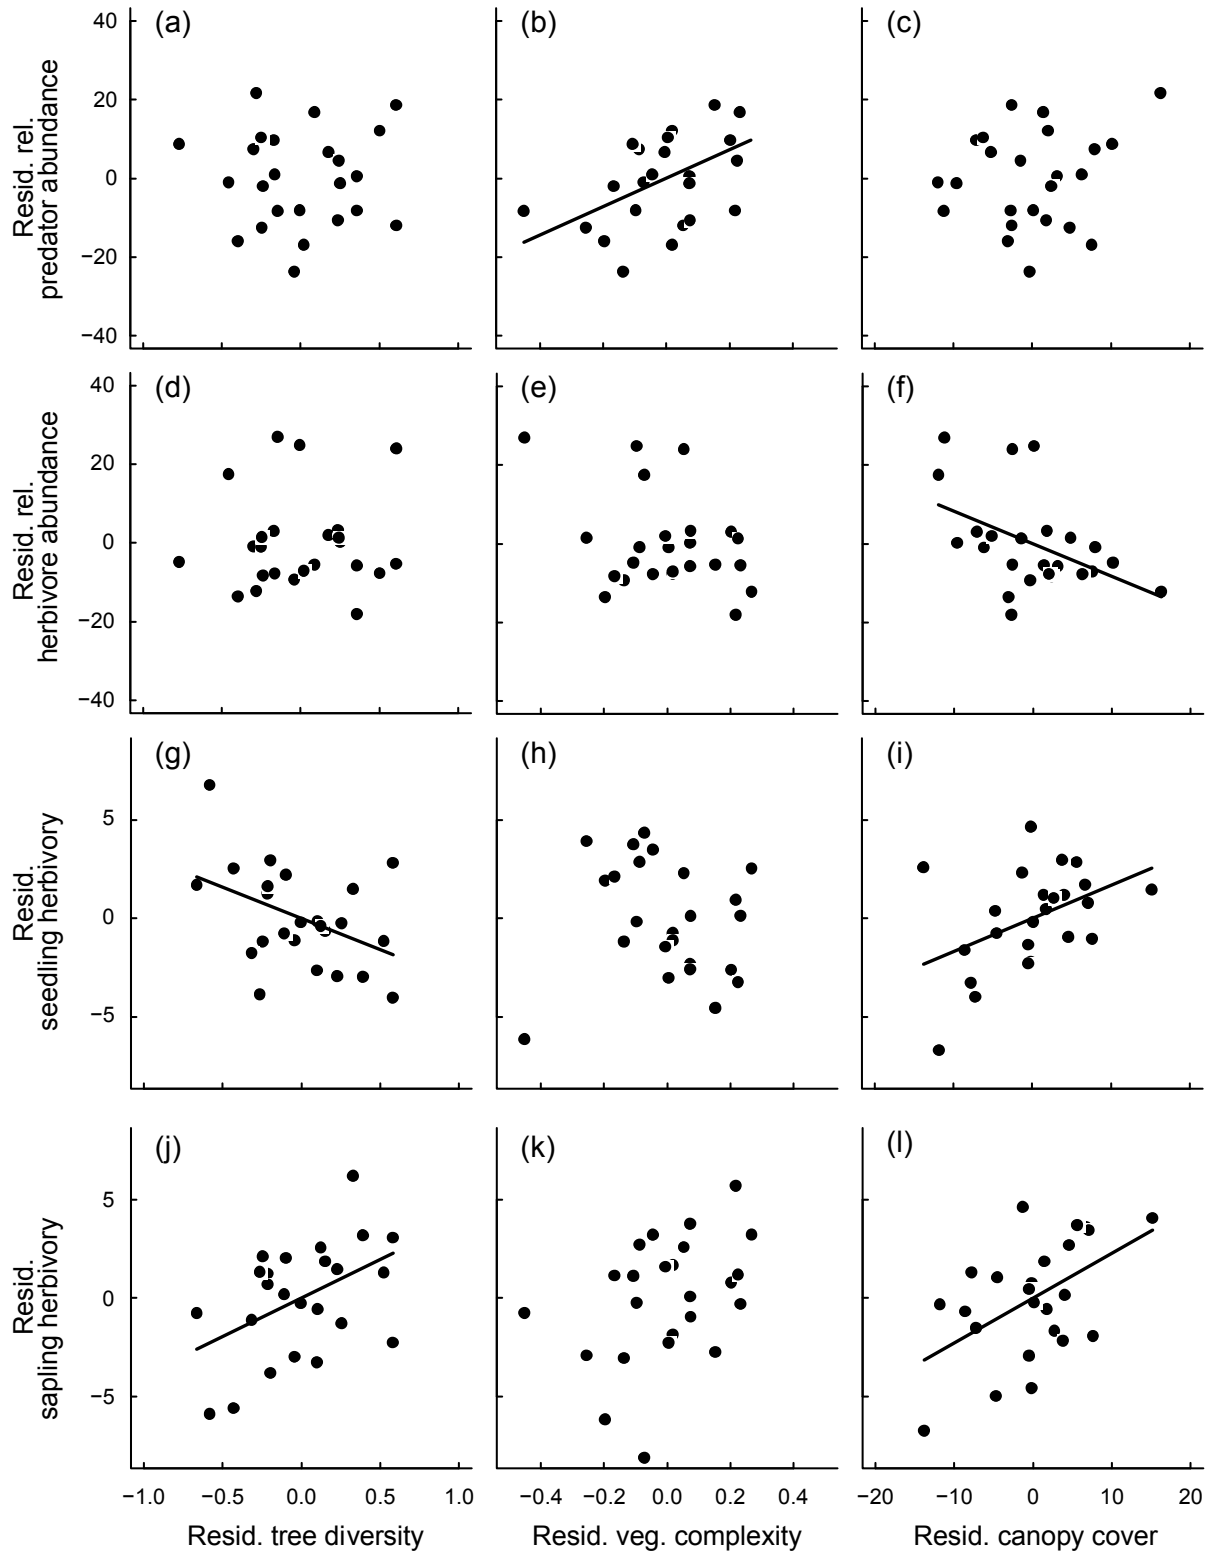 (a)
(b)
(c)
40
20
0
−20
−40
Resid. rel.
predator abundance
(d)
(e)
(f)
40
20
0
−20
−40
Resid. rel.
herbivore abundance
(g)
(h)
(i)
5
0
−5
Resid.
seedling herbivory
(j)
(k)
(l)
5
0
−5
Resid.
sapling herbivory
−1.0 −0.5 0.0 0.5 1.0
−0.4 −0.2 0.0 0.2 0.4
−20 −10 0 10 20
Resid. tree diversity
Resid. veg. complexity
Resid. canopy cover